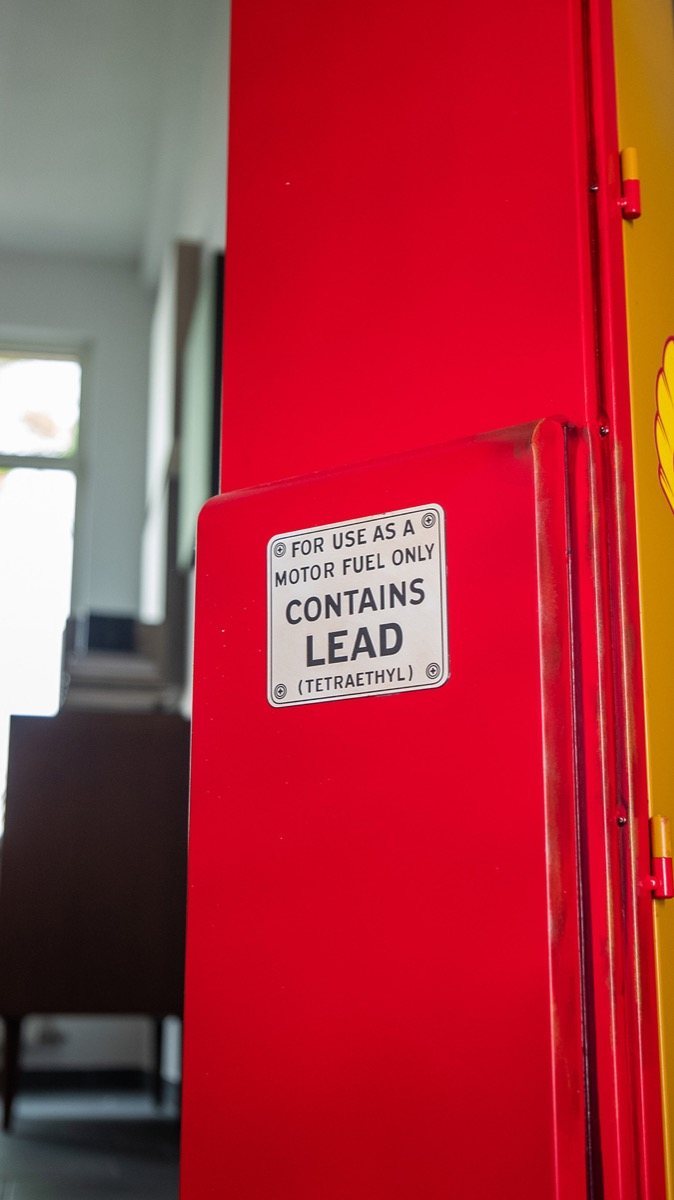 FOR USE AS A
MOTOR FUEL ONLY
CONTAINS
LEAD
(TETRAETHYL)